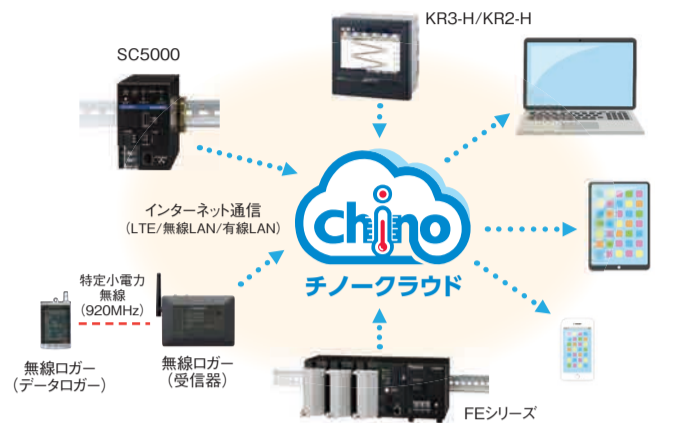 KR3-H/KR2-H
SC5000
インターネット通信
（LTE/無線LAN/有線LAN）
chino
チノークラウド
特定小電力
無線
（920MHz）
無線ロガー
（データロガー）
無線ロガー
（受信器）
FEシリーズ